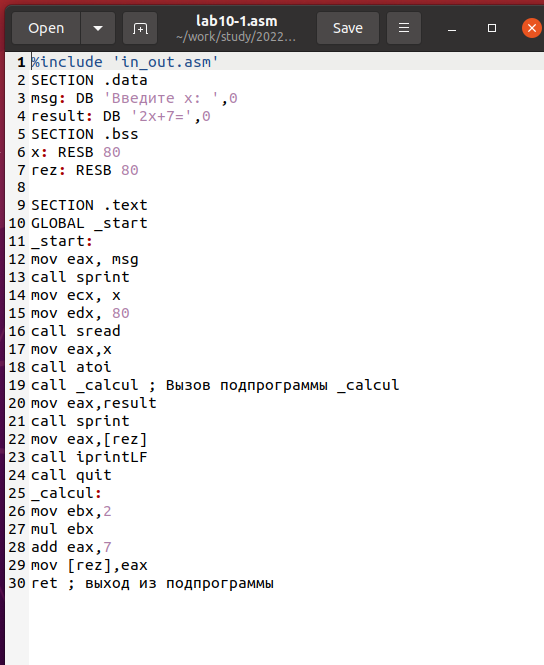 Open
lab10-1.asm
~/work/study/2022...
Save
1 %include 'in_out.asm'
2 SECTION .data
3 msg: DB 'Введите x: ',0
4 result: DB '2x+7=',0
5 SECTION .bss
6 x: RESB 80
7 rez: RESB 80
8
9 SECTION .text
10 GLOBAL _start
11 _start:
12 mov eax, msg
13 call sprint
14 mov ecx, x
15 mov edx, 80
16 call sread
17 mov eax,x
18 call atoi
19 call _calcul ; Вызов подпрограммы _calcul
20 mov eax,result
21 call sprint
22 mov eax,[rez]
23 call iprintLF
24 call quit
25 _calcul:
26 mov ebx,2
27 mul ebx
28 add eax,7
29 mov [rez],eax
30 ret ; выход из подпрограммы